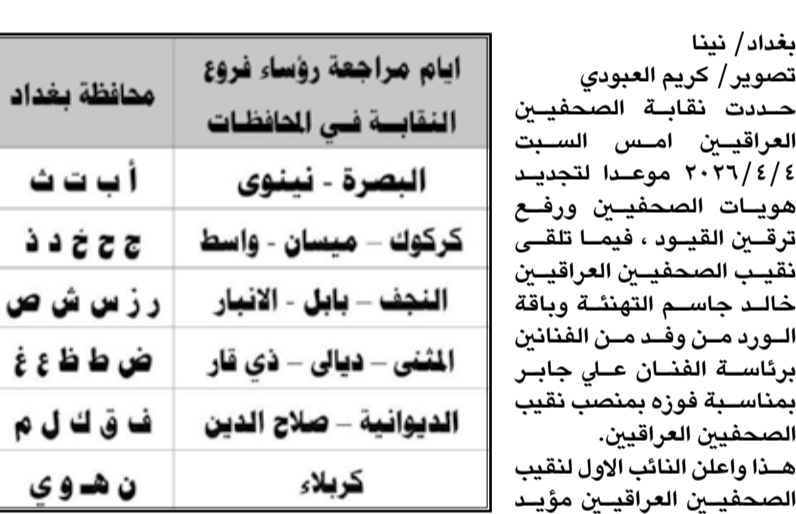 بغداد/ نينا
تصوير/ كريم العبودي
حددت نقابة الصحفيين
العراقيين امس السبت
٢٠٢٦/٤/٤ موعدا لتجديد
هويات الصحفيين ورفع
ترقين القيود ، فيما تلقى
نقيب الصحفيين العراقيين
خالد جاسم التهنئة وباقة
الورد من وفد من الفنانين
برئاسة الفنان علي جابر
بمناسبة فوزه بمنصب نقيب
الصحفيين العراقيين.
هذا واعلن النائب الاول لنقيب
الصحفيين العراقيين مؤيد
ايام مراجعة رؤساء فروع النقابة في المحافظات محافظة بغداد
البصرة - نينوى أ ب ت ث
كركوك – ميسان - واسط ج ح خ د ذ
النجف – بابل - الانبار ر ز س ش ص
المثنى – ديالى – ذي قار ض ط ظ ع غ
الديوانية – صلاح الدين ف ق ك ل م
كربلاء ن هـ و ي